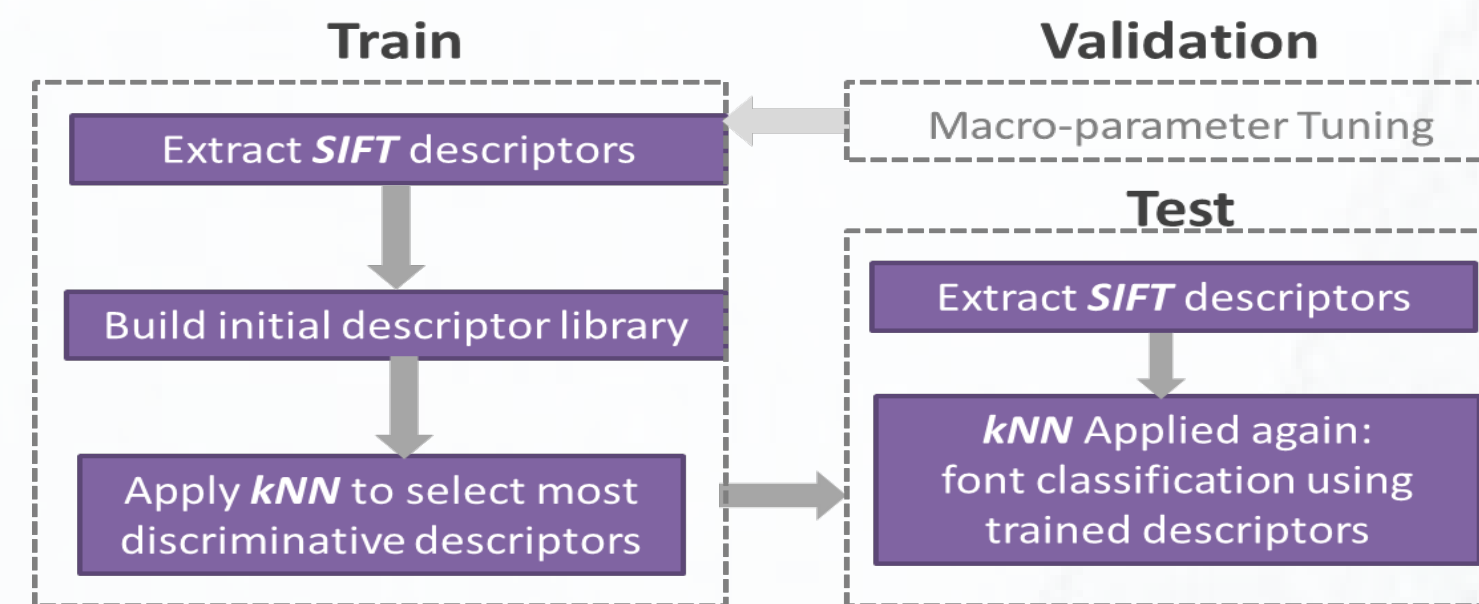 Train
Extract SIFT descriptors
Build initial descriptor library
Apply kNN to select most
discriminative descriptors
Validation
Macro-parameter Tuning
Test
Extract SIFT descriptors
kNN Applied again:
font classification using
trained descriptors